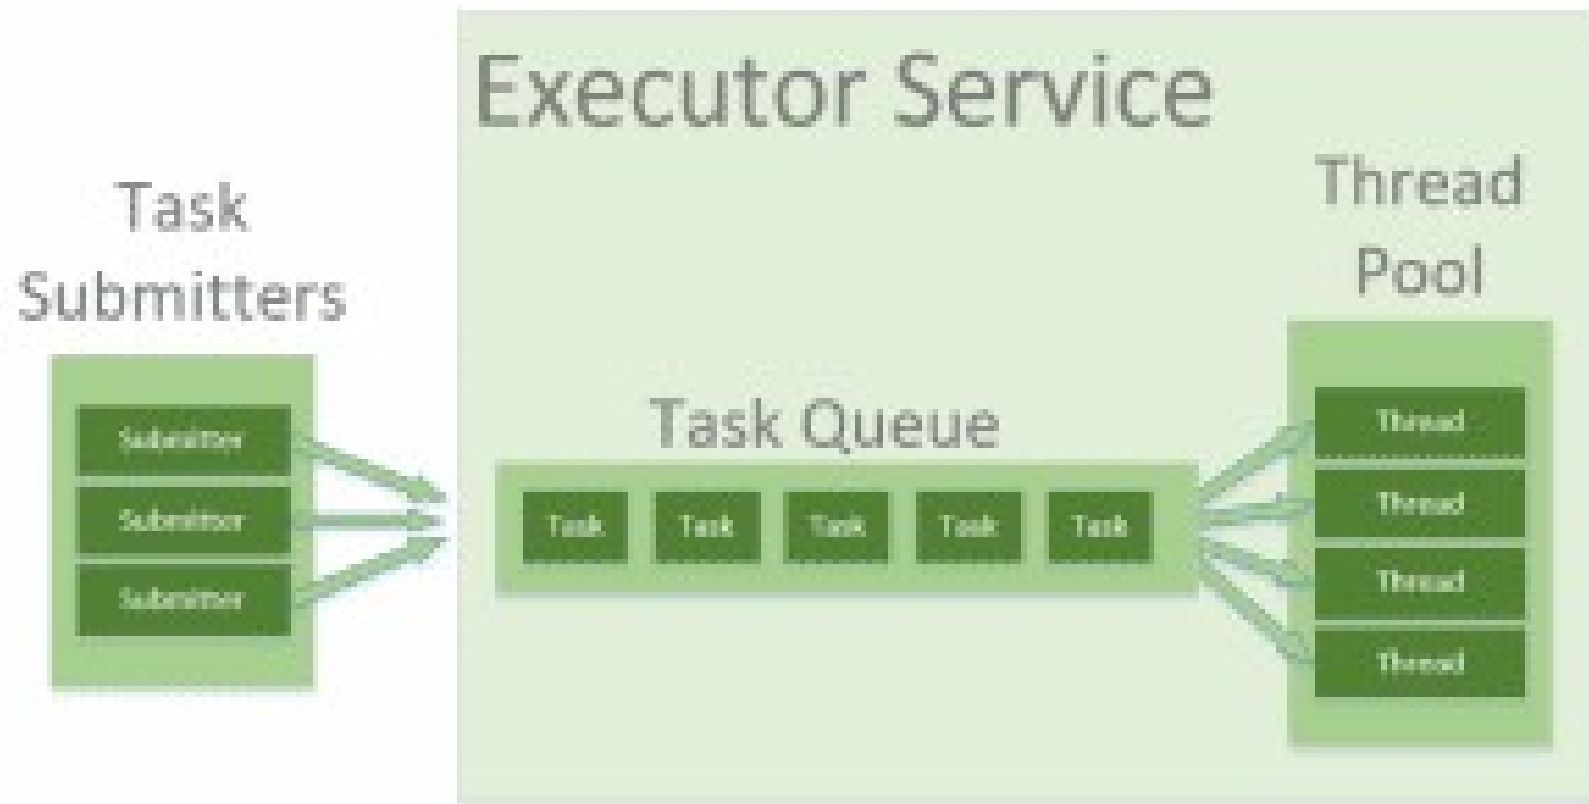 Executor Service
Task
Submitters
Submitter
Submitter
Submitter
Task Queue
Task Task Task Task Task
Thread
Pool
Thread
Thread
Thread
Thread